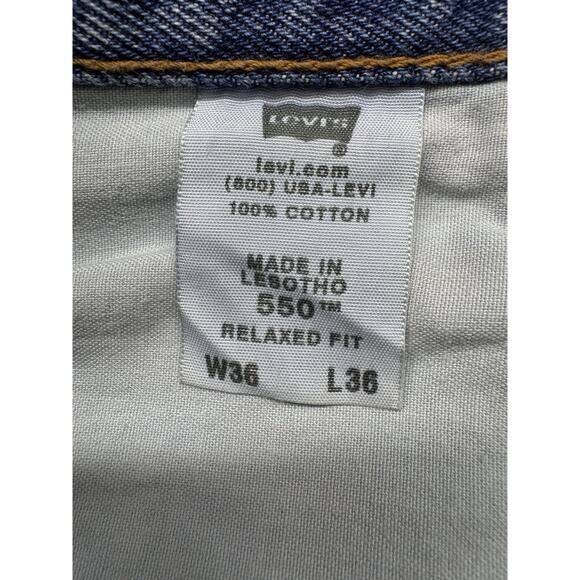 LEVI'S
®
levi.com
(800) USA-LEVI
100% COTTON
MADE IN
LESOTHO
550™
RELAXED FIT
W36 L36